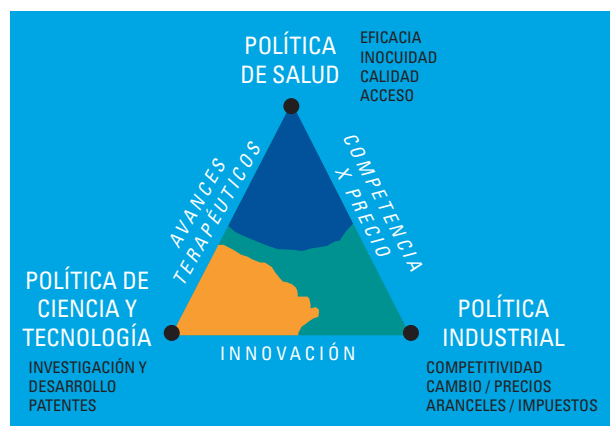 POLÍTICA
DE SALUD
EFICACIA
INOCUIDAD
CALIDAD
ACCESO
AVANCES
TERAPÉUTICOS
COMPETENCIA
X PRECIO
POLÍTICA DE
CIENCIA Y
TECNOLOGÍA
INVESTIGACIÓN Y
DESARROLLO
PATENTES
INNOVACIÓN
POLÍTICA
INDUSTRIAL
COMPETITIVIDAD
CAMBIO / PRECIOS
ARANCELES / IMPUESTOS